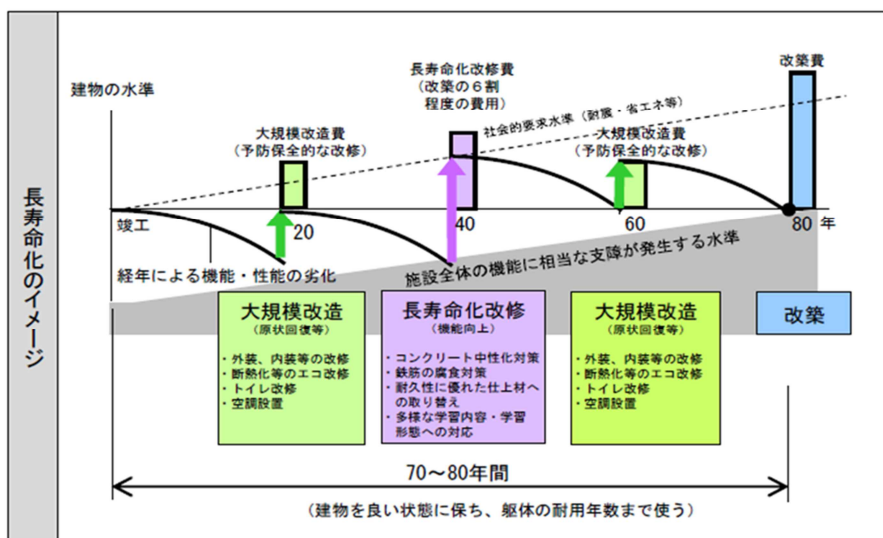 長寿命化のイメージ
建物の水準
大規模改造費
(予防保全的な改修)
長寿命化改修費
(改築の6割
程度の費用)
社会的要求水準(耐震・省エネ等)
大規模改造費
(予防保全的な改修)
改築費
竣工
20
40
60
80 年
経年による機能・性能の劣化
施設全体の機能に相当な支障が発生する水準
大規模改造
(原状回復等)
・外装、内装等の改修
・断熱化等のエコ改修
・トイレ改修
・空調設置
長寿命化改修
(機能向上)
・コンクリート中性化対策
・鉄筋の腐食対策
・耐久性に優れた仕上材へ
の取り替え
・多様な学習内容・学習
形態への対応
大規模改造
(原状回復等)
・外装、内装等の改修
・断熱化等のエコ改修
・トイレ改修
・空調設置
改築
70~80年間
(建物を良い状態に保ち、躯体の耐用年数まで使う)